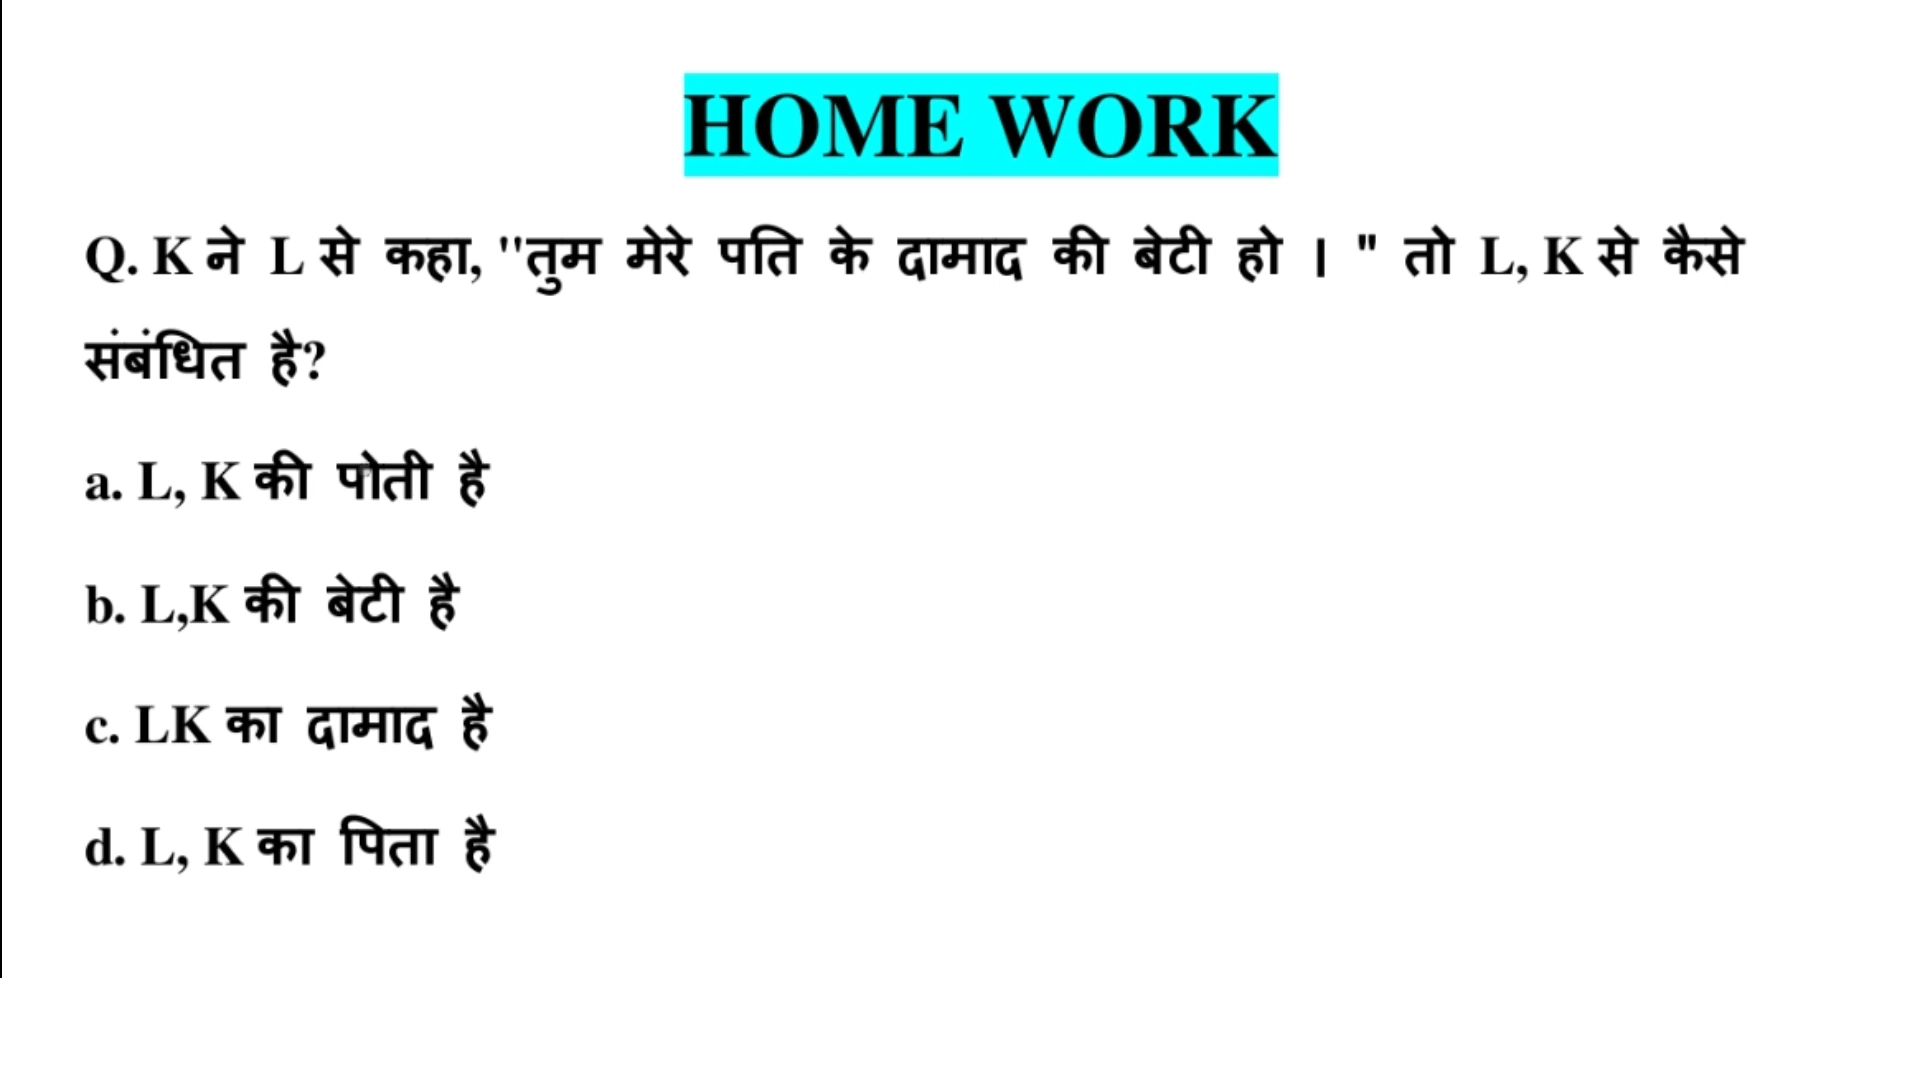 HOME WORK
Q. K ने L से कहा, "तुम मेरे पति के दामाद की बेटी हो । " तो L, K से कैसे
संबंधित है?
a. L, K की पोती है
b. L,K की बेटी है
c. LK का दामाद है
d. L, K का पिता है